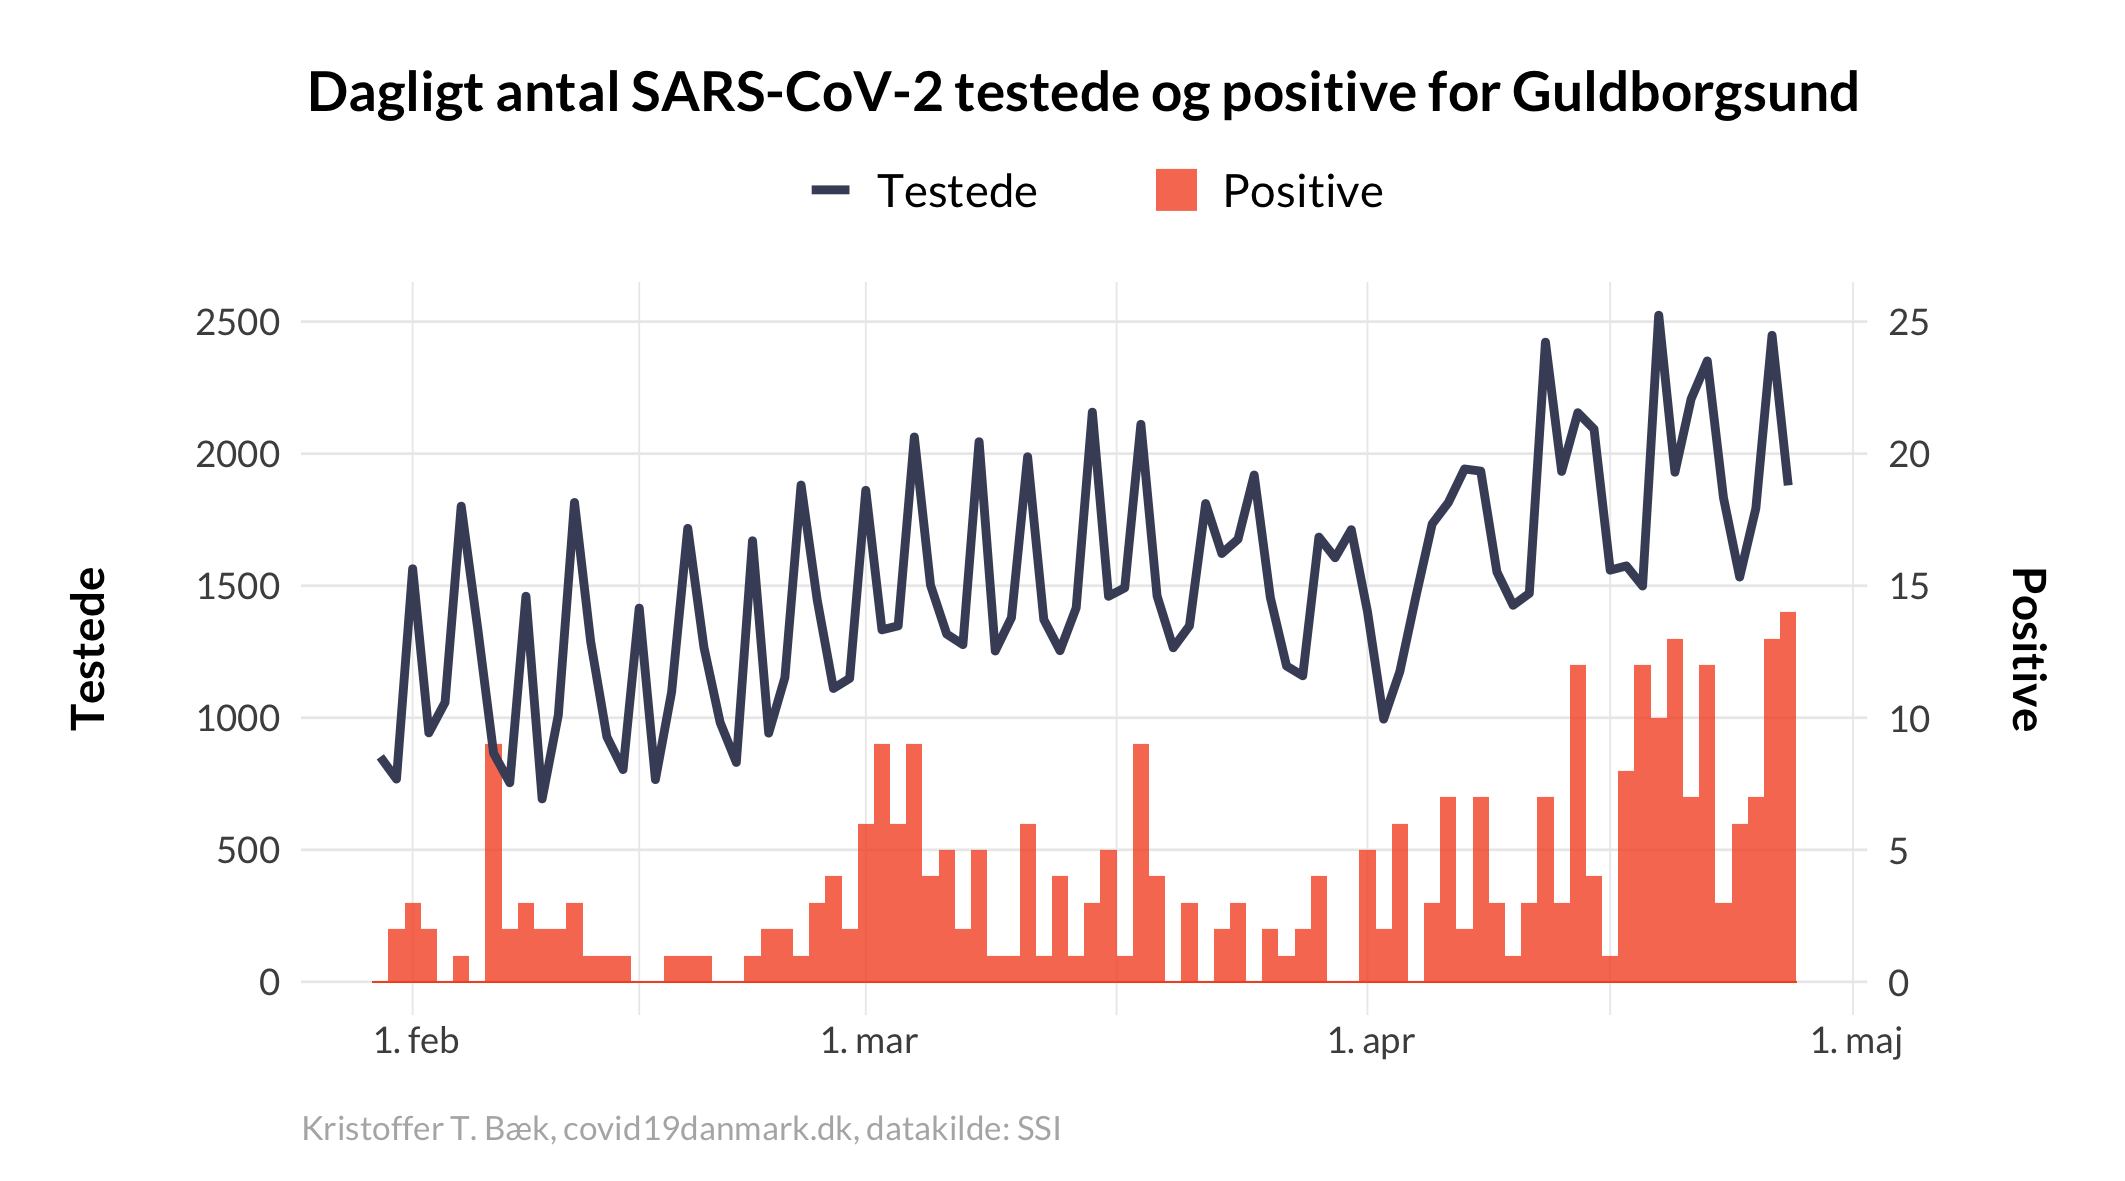 Dagligt antal SARS-CoV-2 testede og positive for Guldborgsund
Testede
Positive
2500
2000
1500
1000
500
0
25
20
15
10
5
0
Testede
Positive
1. feb
1. mar
1. apr
1. maj
Kristoffer T. Bæk, covid19danmark.dk, datakilde: SSI